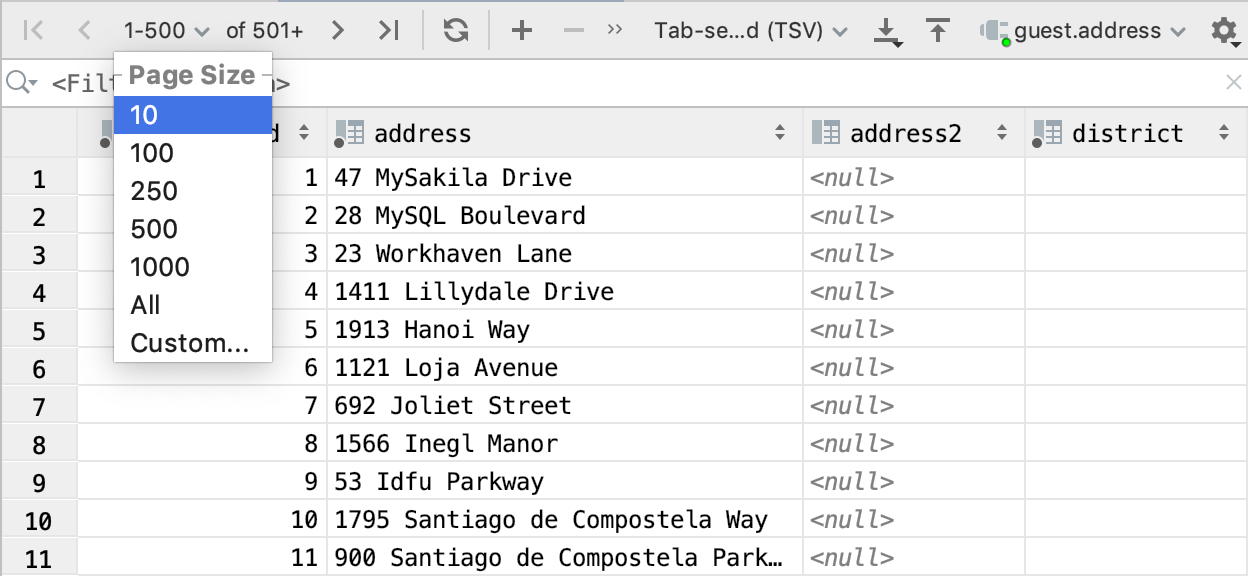 1-500 of 501+ Tab-se...d (TSV) guest.address
Page Size
10
100
250
500
1000
All
Custom...
address address2 district
1 1 47 MySakila Drive <null>
2 2 28 MySQL Boulevard <null>
3 3 23 Workhaven Lane <null>
4 4 1411 Lillydale Drive <null>
5 5 1913 Hanoi Way <null>
6 6 1121 Loja Avenue <null>
7 7 692 Joliet Street <null>
8 8 1566 Inegl Manor <null>
9 9 53 Idfu Parkway <null>
10 10 1795 Santiago de Compostela Way <null>
11 11 900 Santiago de Compostela Park… <null>